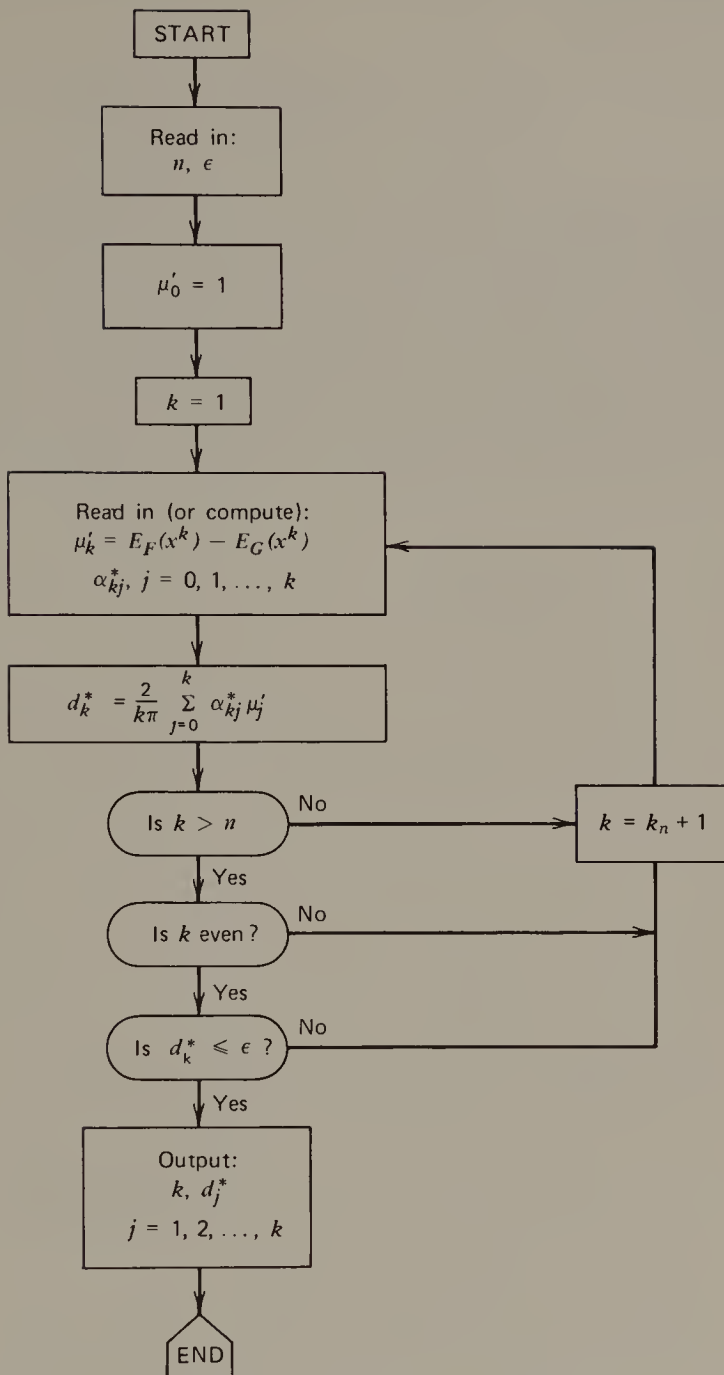 START
Read in:
n, ϵ
μ′₀ = 1
k = 1
Read in (or compute):
μ′ₖ = E_F(xᵏ) − E_G(xᵏ)
α*ₖⱼ, j = 0, 1, . . . , k
d*ₖ = 2/(kπ) Σ_{j=0}^{k} α*ₖⱼ μ′ⱼ
Is k > n
No
k = kₙ + 1
Yes
Is k even?
No
Yes
Is d*ₖ ⩽ ϵ ?
No
Yes
Output:
k, d*ⱼ
j = 1, 2, . . . , k
END